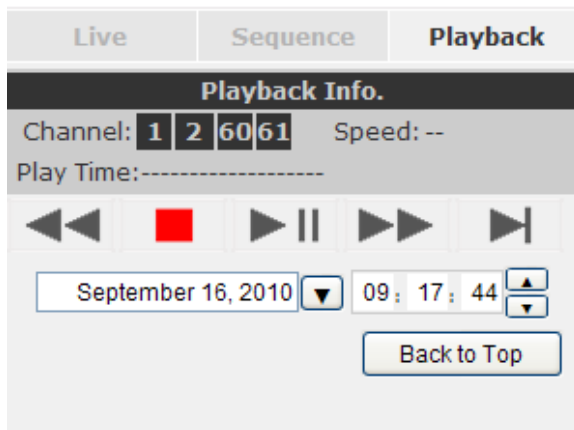 Live Sequence Playback
Playback Info.
Channel: 1 2 60 61 Speed: --
Play Time:-------------------
September 16, 2010 09 : 17 : 44
Back to Top